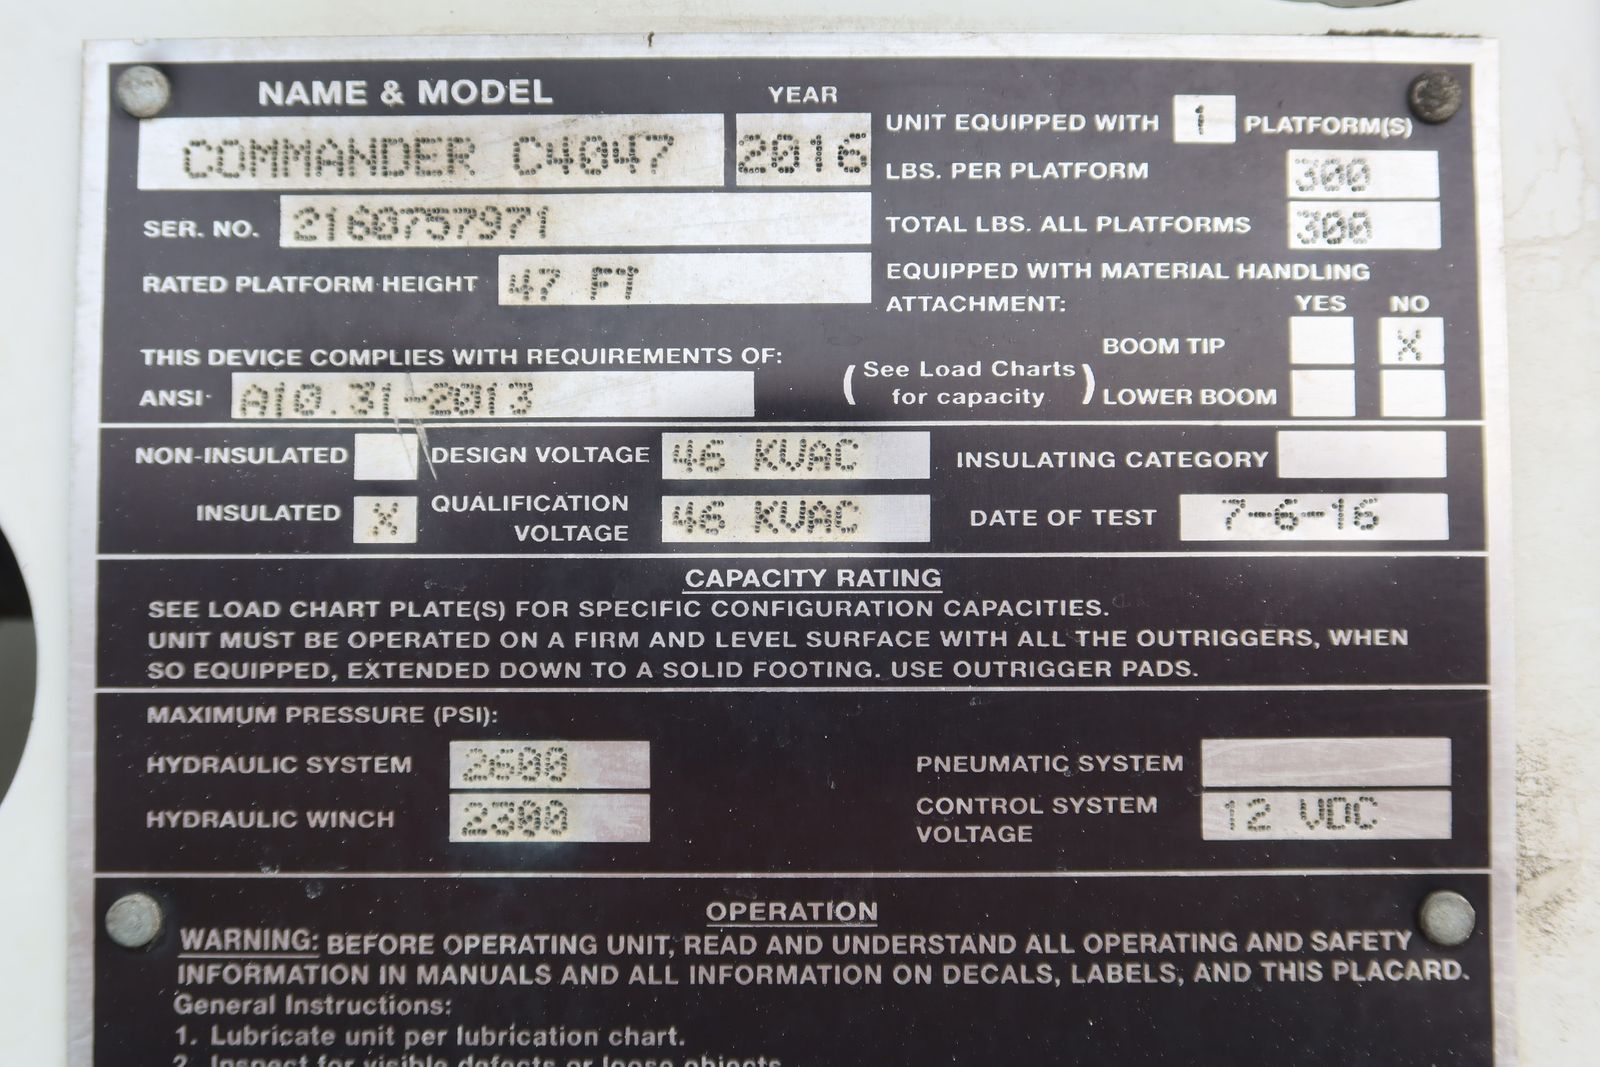 NAME & MODEL
YEAR
COMMANDER C4047
2016
SER. NO. 2160757971
RATED PLATFORM HEIGHT 47 FT
THIS DEVICE COMPLIES WITH REQUIREMENTS OF:
ANSI A10.31-2013
UNIT EQUIPPED WITH 1 PLATFORM(S)
LBS. PER PLATFORM 300
TOTAL LBS. ALL PLATFORMS 300
EQUIPPED WITH MATERIAL HANDLING
ATTACHMENT: YES NO
(See Load Charts
for capacity)
BOOM TIP X
LOWER BOOM
NON-INSULATED
DESIGN VOLTAGE 46 KVAC
INSULATING CATEGORY
INSULATED X
QUALIFICATION
VOLTAGE 46 KVAC
DATE OF TEST 7-6-16
CAPACITY RATING
SEE LOAD CHART PLATE(S) FOR SPECIFIC CONFIGURATION CAPACITIES.
UNIT MUST BE OPERATED ON A FIRM AND LEVEL SURFACE WITH ALL THE OUTRIGGERS, WHEN
SO EQUIPPED, EXTENDED DOWN TO A SOLID FOOTING. USE OUTRIGGER PADS.
MAXIMUM PRESSURE (PSI):
HYDRAULIC SYSTEM 2600
PNEUMATIC SYSTEM
HYDRAULIC WINCH 2300
CONTROL SYSTEM
VOLTAGE 12 VDC
OPERATION
WARNING: BEFORE OPERATING UNIT, READ AND UNDERSTAND ALL OPERATING AND SAFETY
INFORMATION IN MANUALS AND ALL INFORMATION ON DECALS, LABELS, AND THIS PLACARD.
General Instructions:
1. Lubricate unit per lubrication chart.
2. Inspect for visible defects or loose objects